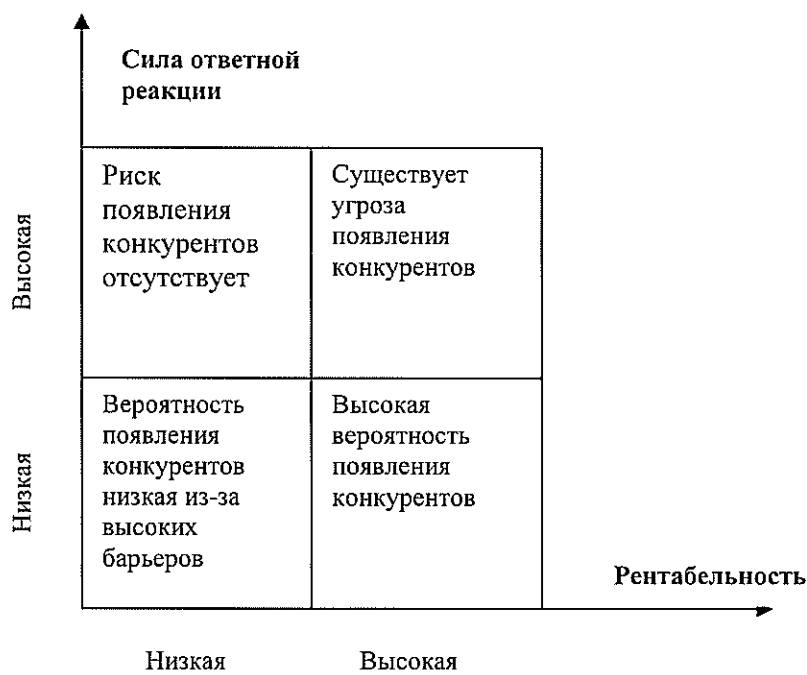 Сила ответной
реакции
Высокая
Риск
появления
конкурентов
отсутствует
Существует
угроза
появления
конкурентов
Низкая
Вероятность
появления
конкурентов
низкая из-за
высоких
барьеров
Высокая
вероятность
появления
конкурентов
Рентабельность
Низкая
Высокая